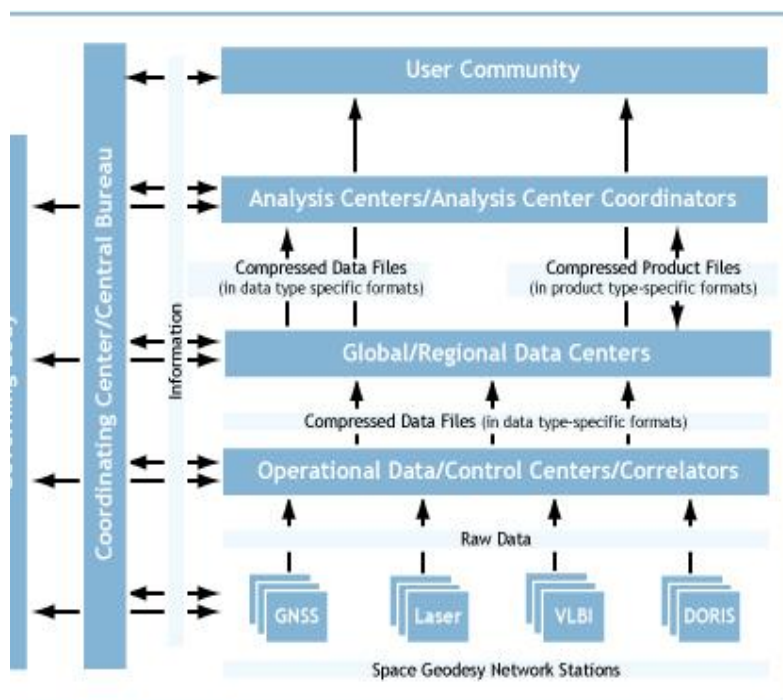 User Community
Analysis Centers/Analysis Center Coordinators
Compressed Data Files
(in data type specific formats)
Compressed Product Files
(in product type-specific formats)
Global/Regional Data Centers
Compressed Data Files (in data type-specific formats)
Operational Data/Control Centers/Correlators
Raw Data
GNSS
Laser
VLBI
DORIS
Space Geodesy Network Stations
Information
Coordinating Center/Central Bureau